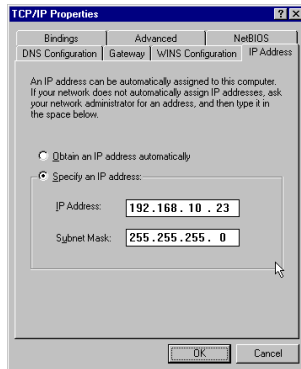 TCP/IP Properties
Bindings Advanced NetBIOS
DNS Configuration Gateway WINS Configuration IP Address
An IP address can be automatically assigned to this computer.
If your network does not automatically assign IP addresses, ask
your network administrator for an address, and then type it in
the space below.
Obtain an IP address automatically
Specify an IP address:
IP Address: 192.168.10.23
Subnet Mask: 255.255.255.0
OK Cancel